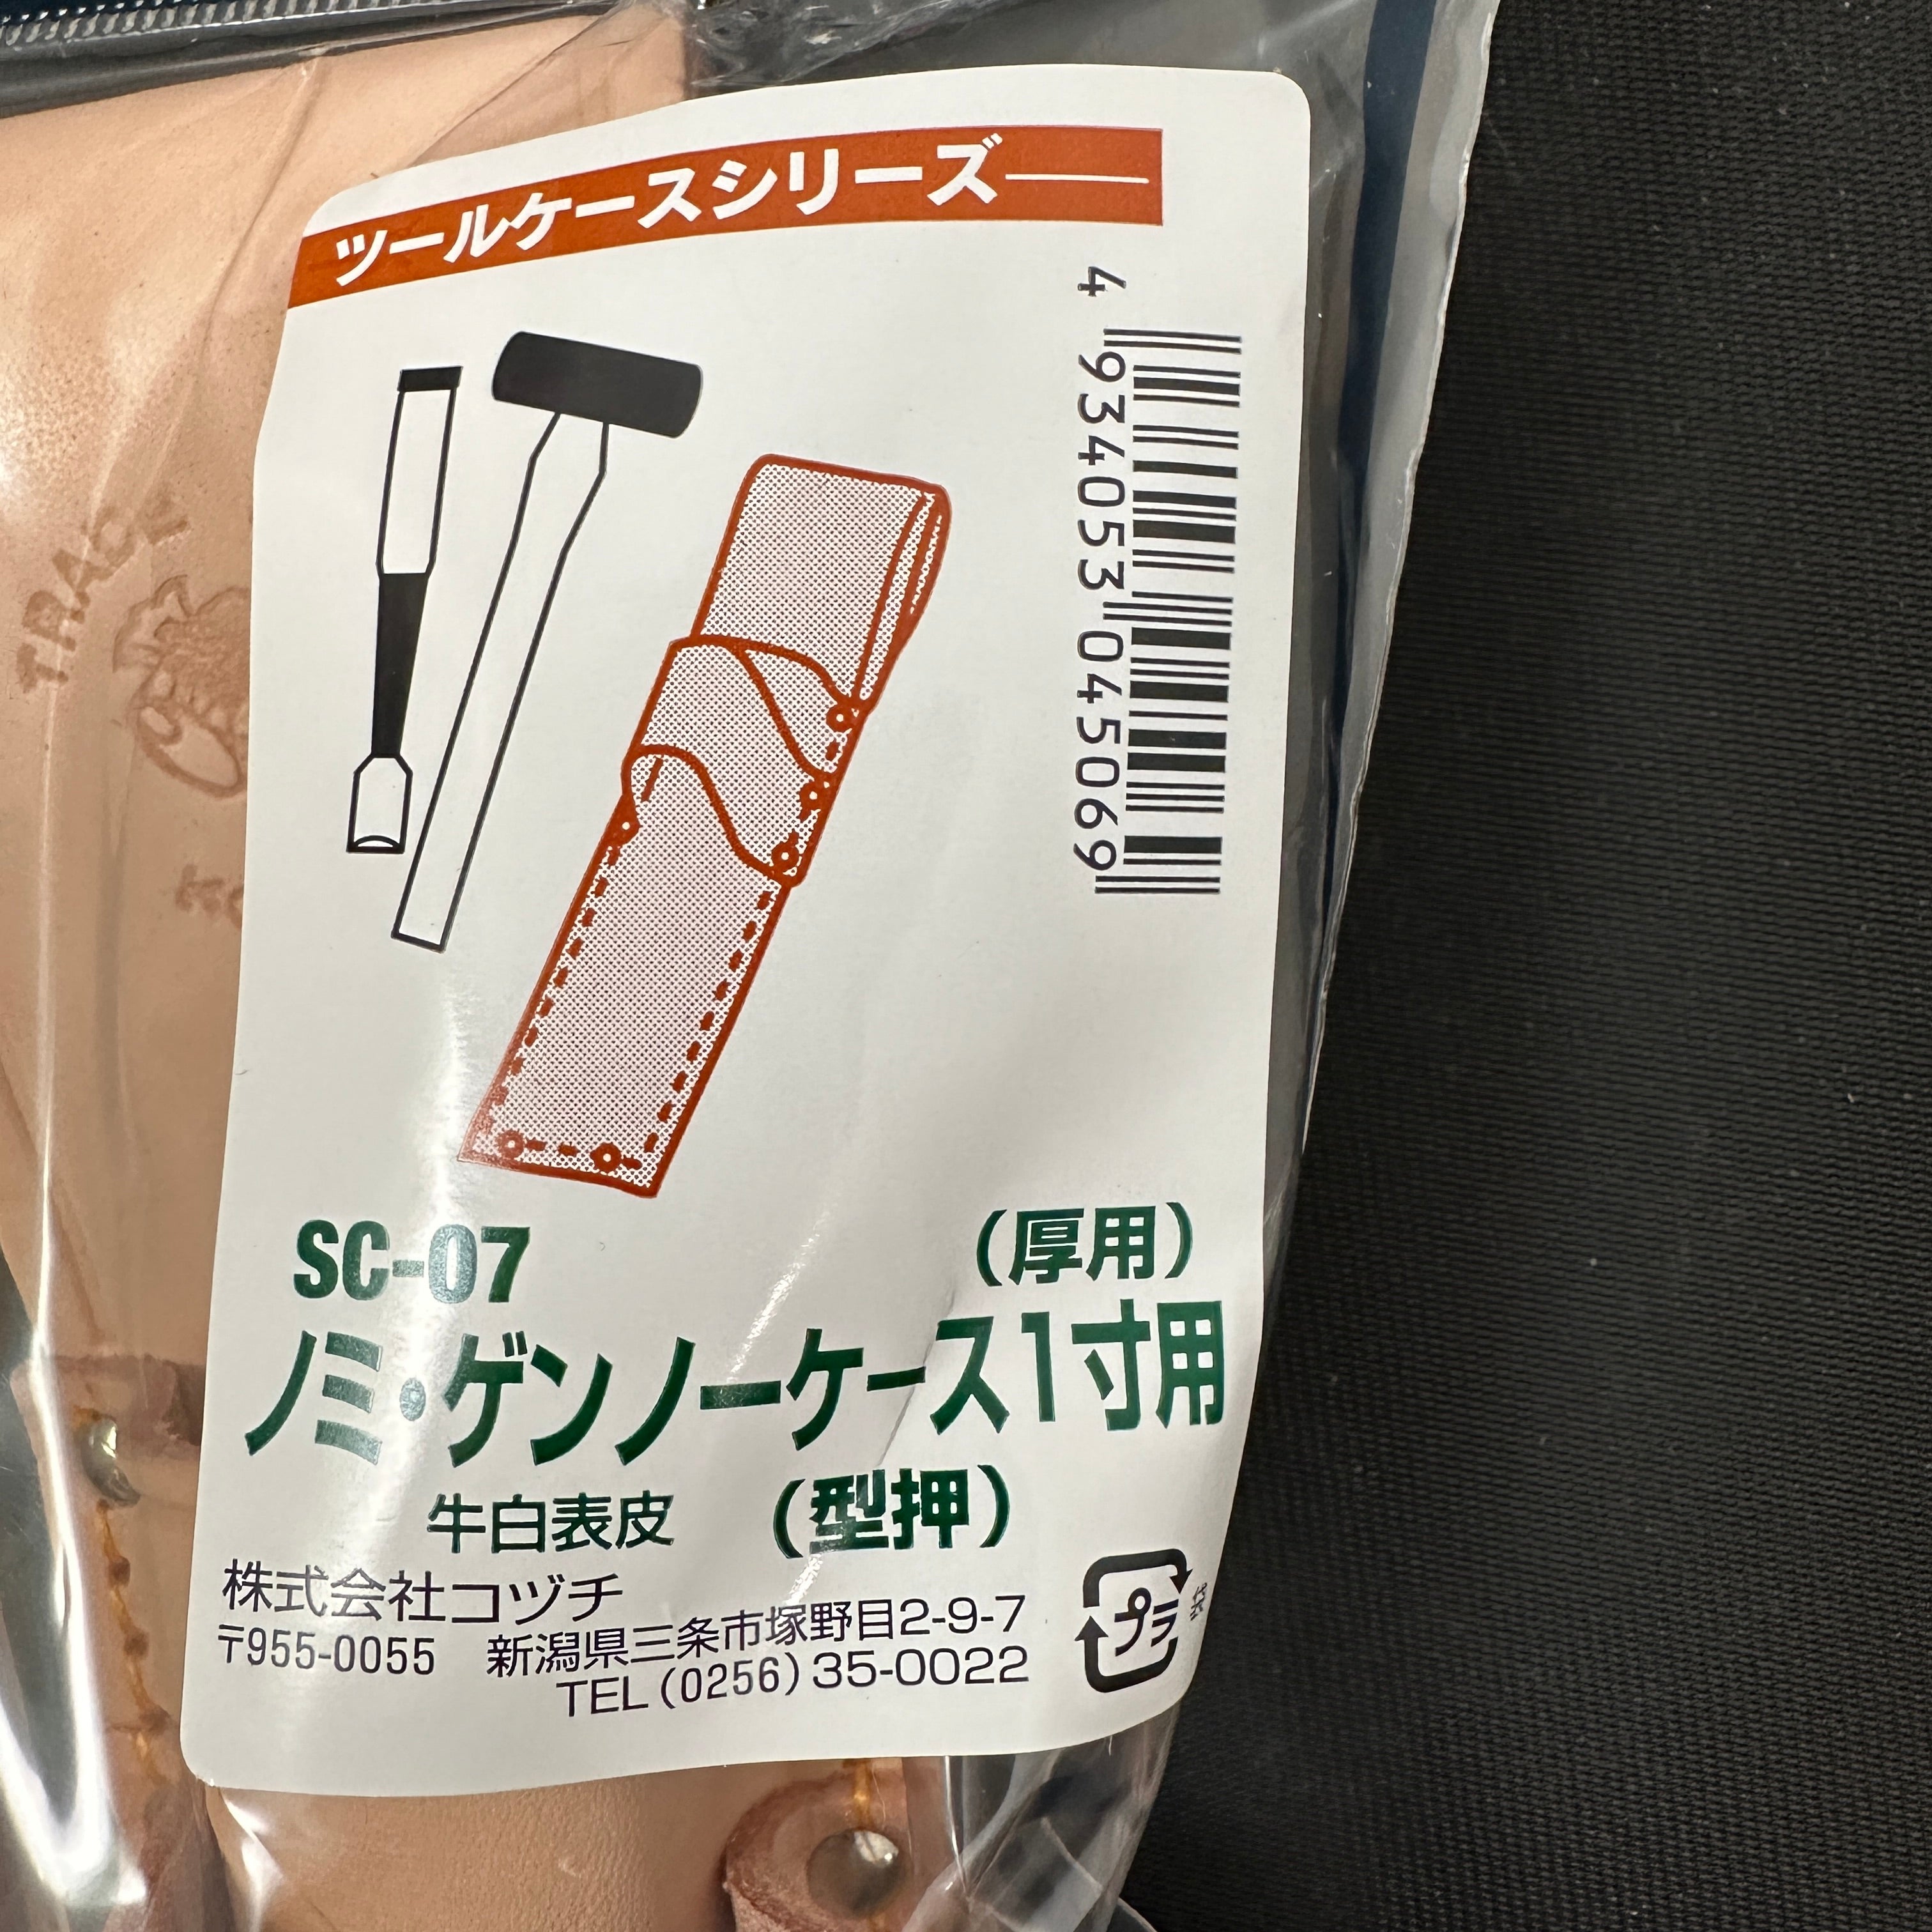 ツールケースシリーズ
4 934053 045069
SC-07
(厚用)
ノミ・ゲンノーケース1寸用
牛白表皮 (型押)
株式会社コヅチ
〒955-0055 新潟県三条市塚野目2-9-7
TEL(0256)35-0022
プラ
TRACE